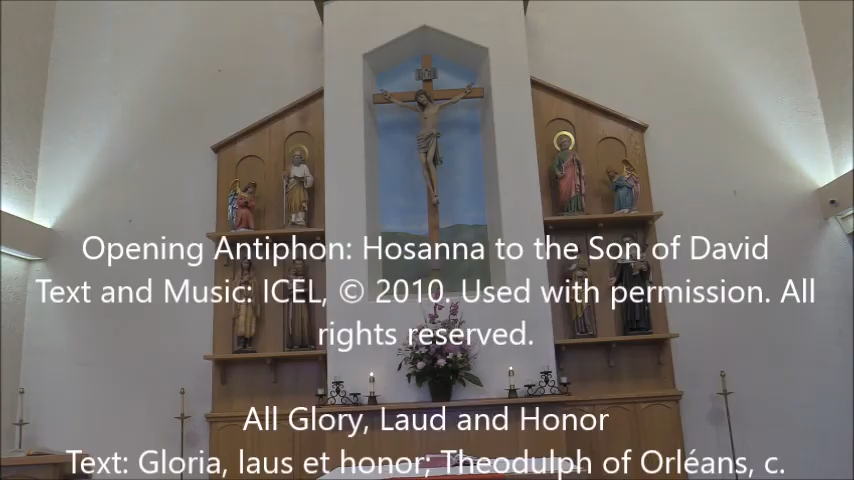 Opening Antiphon: Hosanna to the Son of David
Text and Music: ICEL, © 2010. Used with permission. All
rights reserved.
All Glory, Laud and Honor
Text: Gloria, laus et honor; Theodulph of Orléans, c.